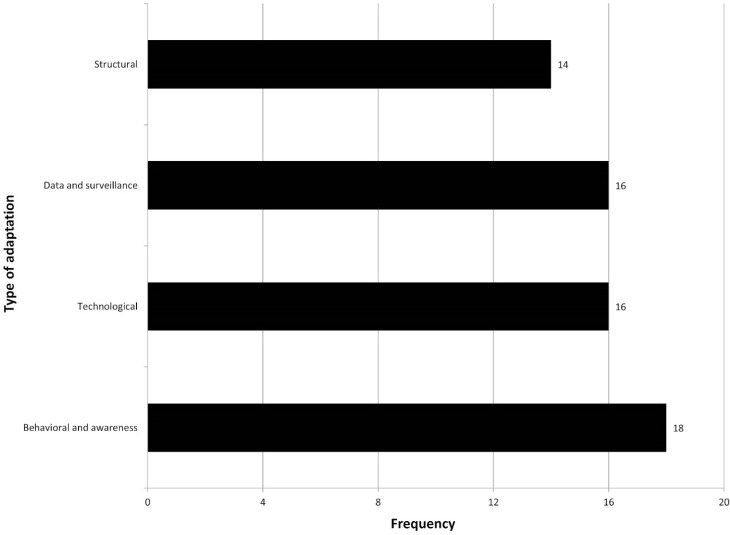 Type of adaptation
Structural
14
Data and surveillance
16
Technological
16
Behavioral and awareness
18
0 4 8 12 16 20
Frequency